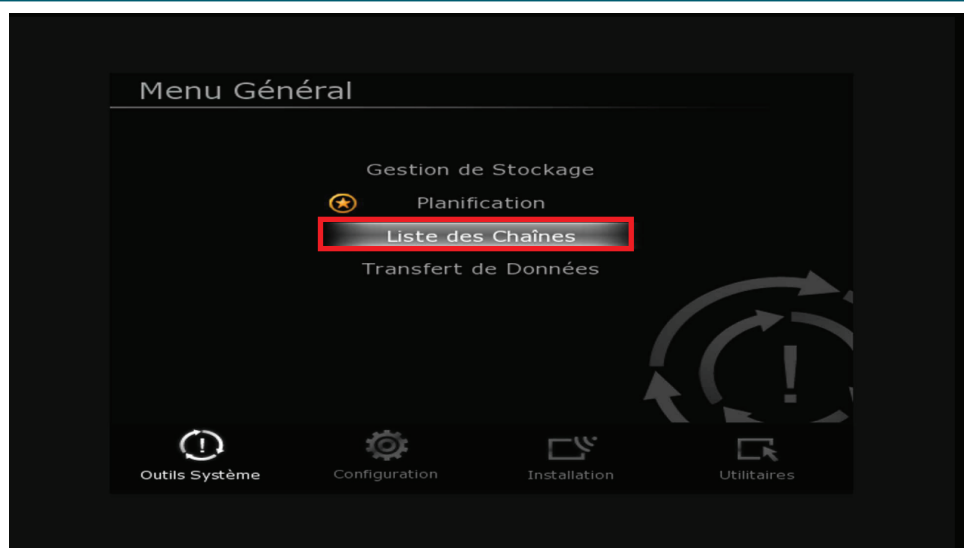 Menu Général
Gestion de Stockage
Planification
Liste des Chaînes
Transfert de Données
Outils Système
Configuration
Installation
Utilitaires